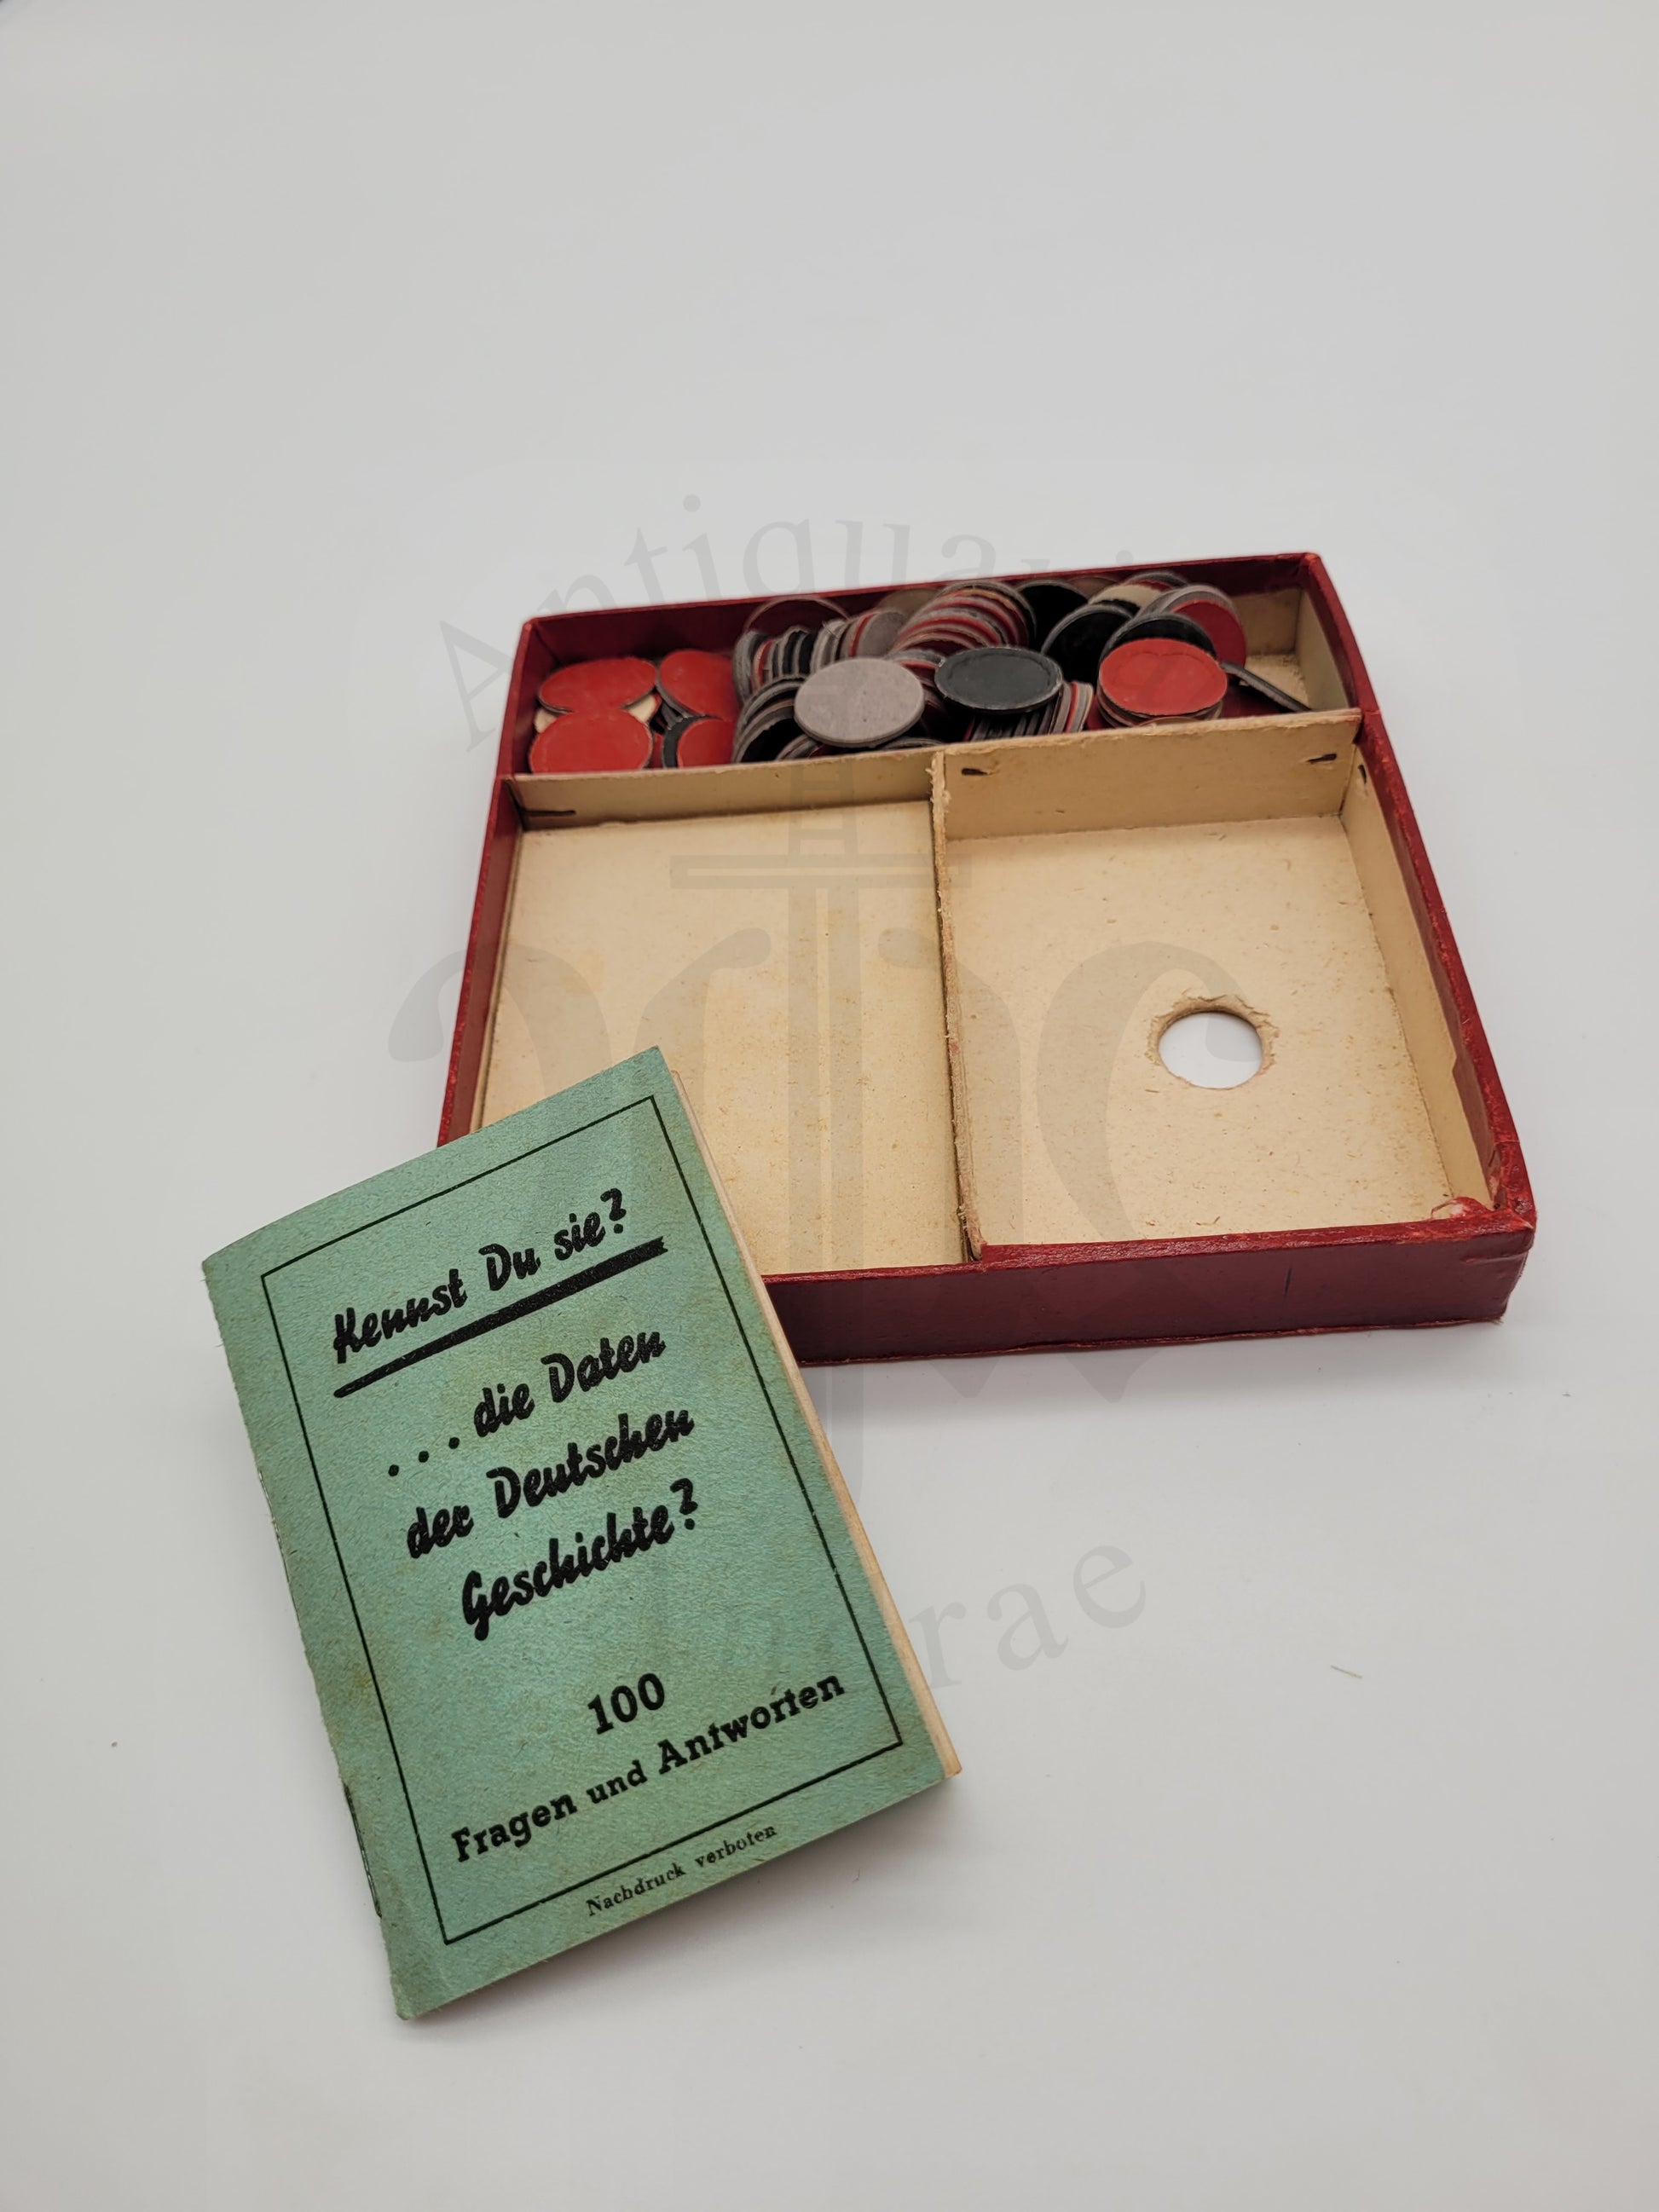 Kennst Du sie?
. . . die Daten
der Deutschen
Geschichte?
100
Fragen und Antworten
Nachdruck verboten